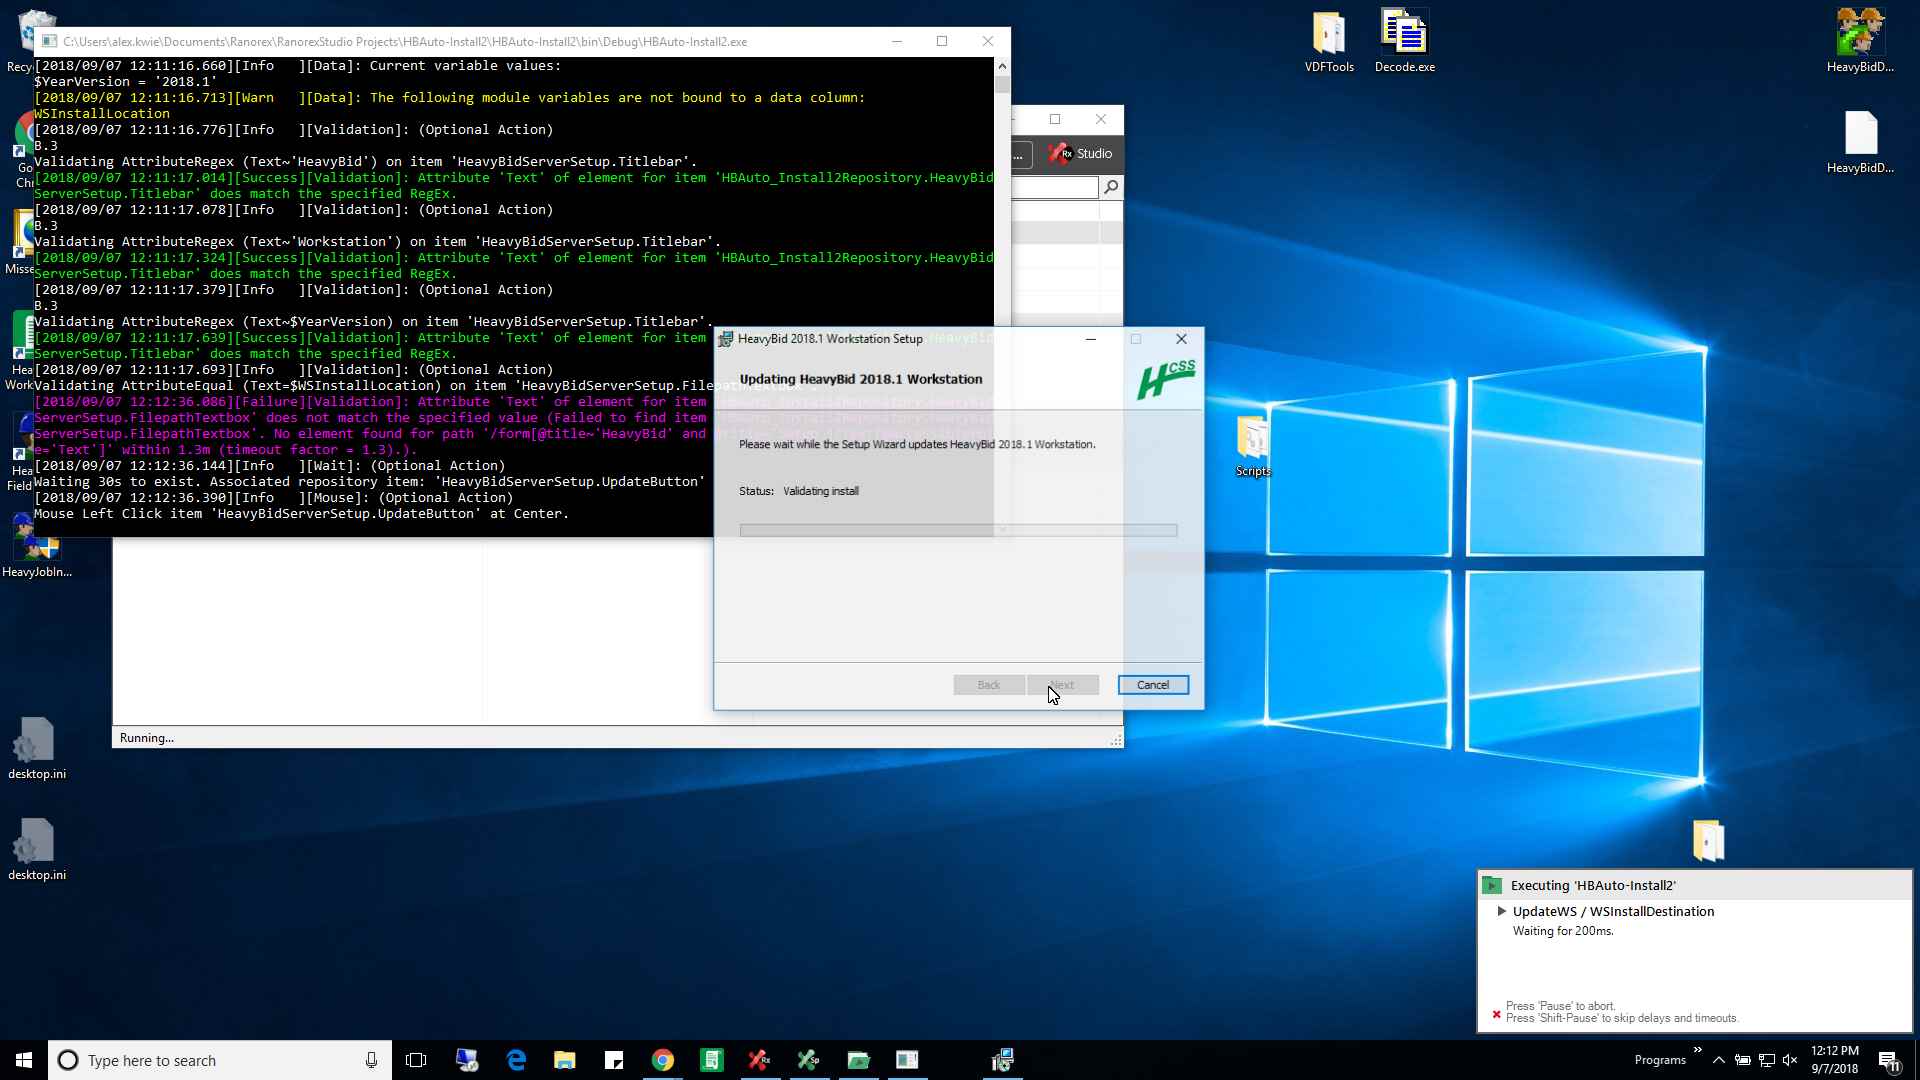 C:\Users\alex.kwie\Documents\Ranorex\RanorexStudio Projects\HBAuto-Install2\HBAuto-Install2\bin\Debug\HBAuto-Install2.exe
[2018/09/07 12:11:16.660][Info   ][Data]: Current variable values:
$YearVersion = '2018.1'
[2018/09/07 12:11:16.713][Warn   ][Data]: The following module variables are not bound to a data column:
WSInstallLocation
[2018/09/07 12:11:16.776][Info   ][Validation]: (Optional Action)
B.3
Validating AttributeRegex (Text~'HeavyBid') on item 'HeavyBidServerSetup.Titlebar'.
[2018/09/07 12:11:17.014][Success][Validation]: Attribute 'Text' of element for item 'HBAuto_Install2Repository.HeavyBid
ServerSetup.Titlebar' does match the specified RegEx.
[2018/09/07 12:11:17.078][Info   ][Validation]: (Optional Action)
B.3
Validating AttributeRegex (Text~'Workstation') on item 'HeavyBidServerSetup.Titlebar'.
[2018/09/07 12:11:17.324][Success][Validation]: Attribute 'Text' of element for item 'HBAuto_Install2Repository.HeavyBid
ServerSetup.Titlebar' does match the specified RegEx.
[2018/09/07 12:11:17.379][Info   ][Validation]: (Optional Action)
B.3
Validating AttributeRegex (Text~$YearVersion) on item 'HeavyBidServerSetup.Titlebar'.
[2018/09/07 12:11:17.639][Success][Validation]: Attribute 'Text' of element for item
ServerSetup.Titlebar' does match the specified RegEx.
[2018/09/07 12:11:17.693][Info   ][Validation]: (Optional Action)
Validating AttributeEqual (Text=$WSInstallLocation) on item 'HeavyBidServerSetup.FilepathTextbox'.
[2018/09/07 12:12:36.086][Failure][Validation]: Attribute 'Text' of element for item
ServerSetup.FilepathTextbox' does not match the specified value (Failed to find item
ServerSetup.FilepathTextbox'. No element found for path '/form[@title~'HeavyBid' and
e='Text']' within 1.3m (timeout factor = 1.3).).
[2018/09/07 12:12:36.144][Info   ][Wait]: (Optional Action)
Waiting 30s to exist. Associated repository item: 'HeavyBidServerSetup.UpdateButton'
[2018/09/07 12:12:36.390][Info   ][Mouse]: (Optional Action)
Mouse Left Click item 'HeavyBidServerSetup.UpdateButton' at Center.
... Rx Studio
Running...
HeavyBid 2018.1 Workstation Setup
Updating HeavyBid 2018.1 Workstation
HCSS
Please wait while the Setup Wizard updates HeavyBid 2018.1 Workstation.
Status: Validating install
Back
Next
Cancel
Recy
Go
Ch
Misse
Hea
Work
Hea
Field
HeavyJobIn...
desktop.ini
desktop.ini
VDFTools
Decode.exe
HeavyBidD...
HeavyBidD...
Scripts
Executing 'HBAuto-Install2'
UpdateWS / WSInstallDestination
Waiting for 200ms.
Press 'Pause' to abort.
Press 'Shift-Pause' to skip delays and timeouts.
Type here to search
Rx
Sp
Programs
12:12 PM
9/7/2018
11